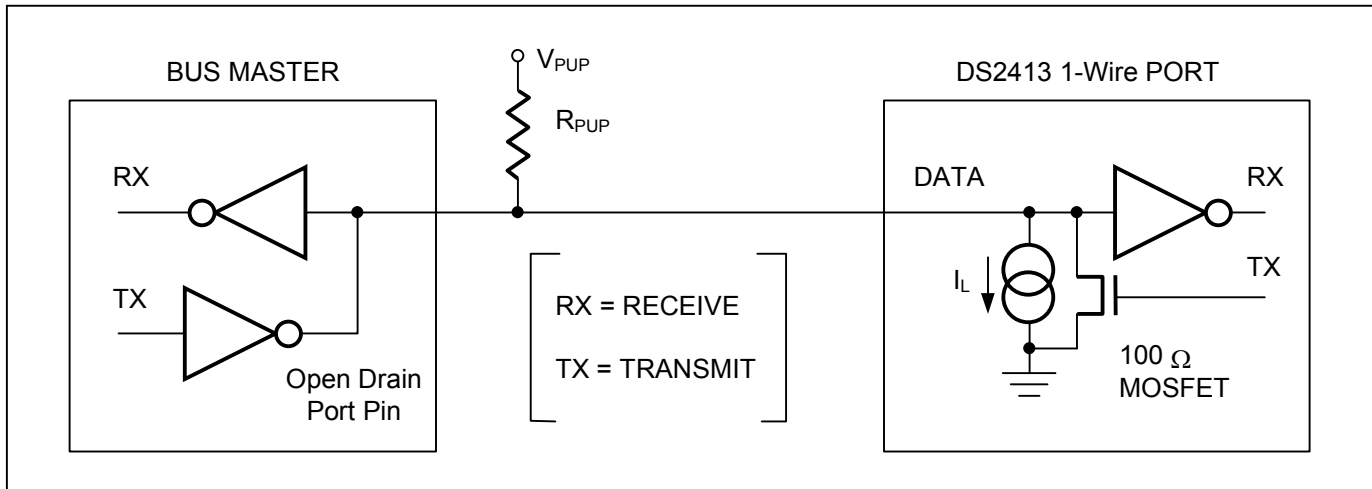 BUS MASTER
RX
TX
Open Drain
Port Pin
VPUP
RPUP
RX = RECEIVE
TX = TRANSMIT
DS2413 1-Wire PORT
DATA
RX
TX
IL
100 Ω
MOSFET